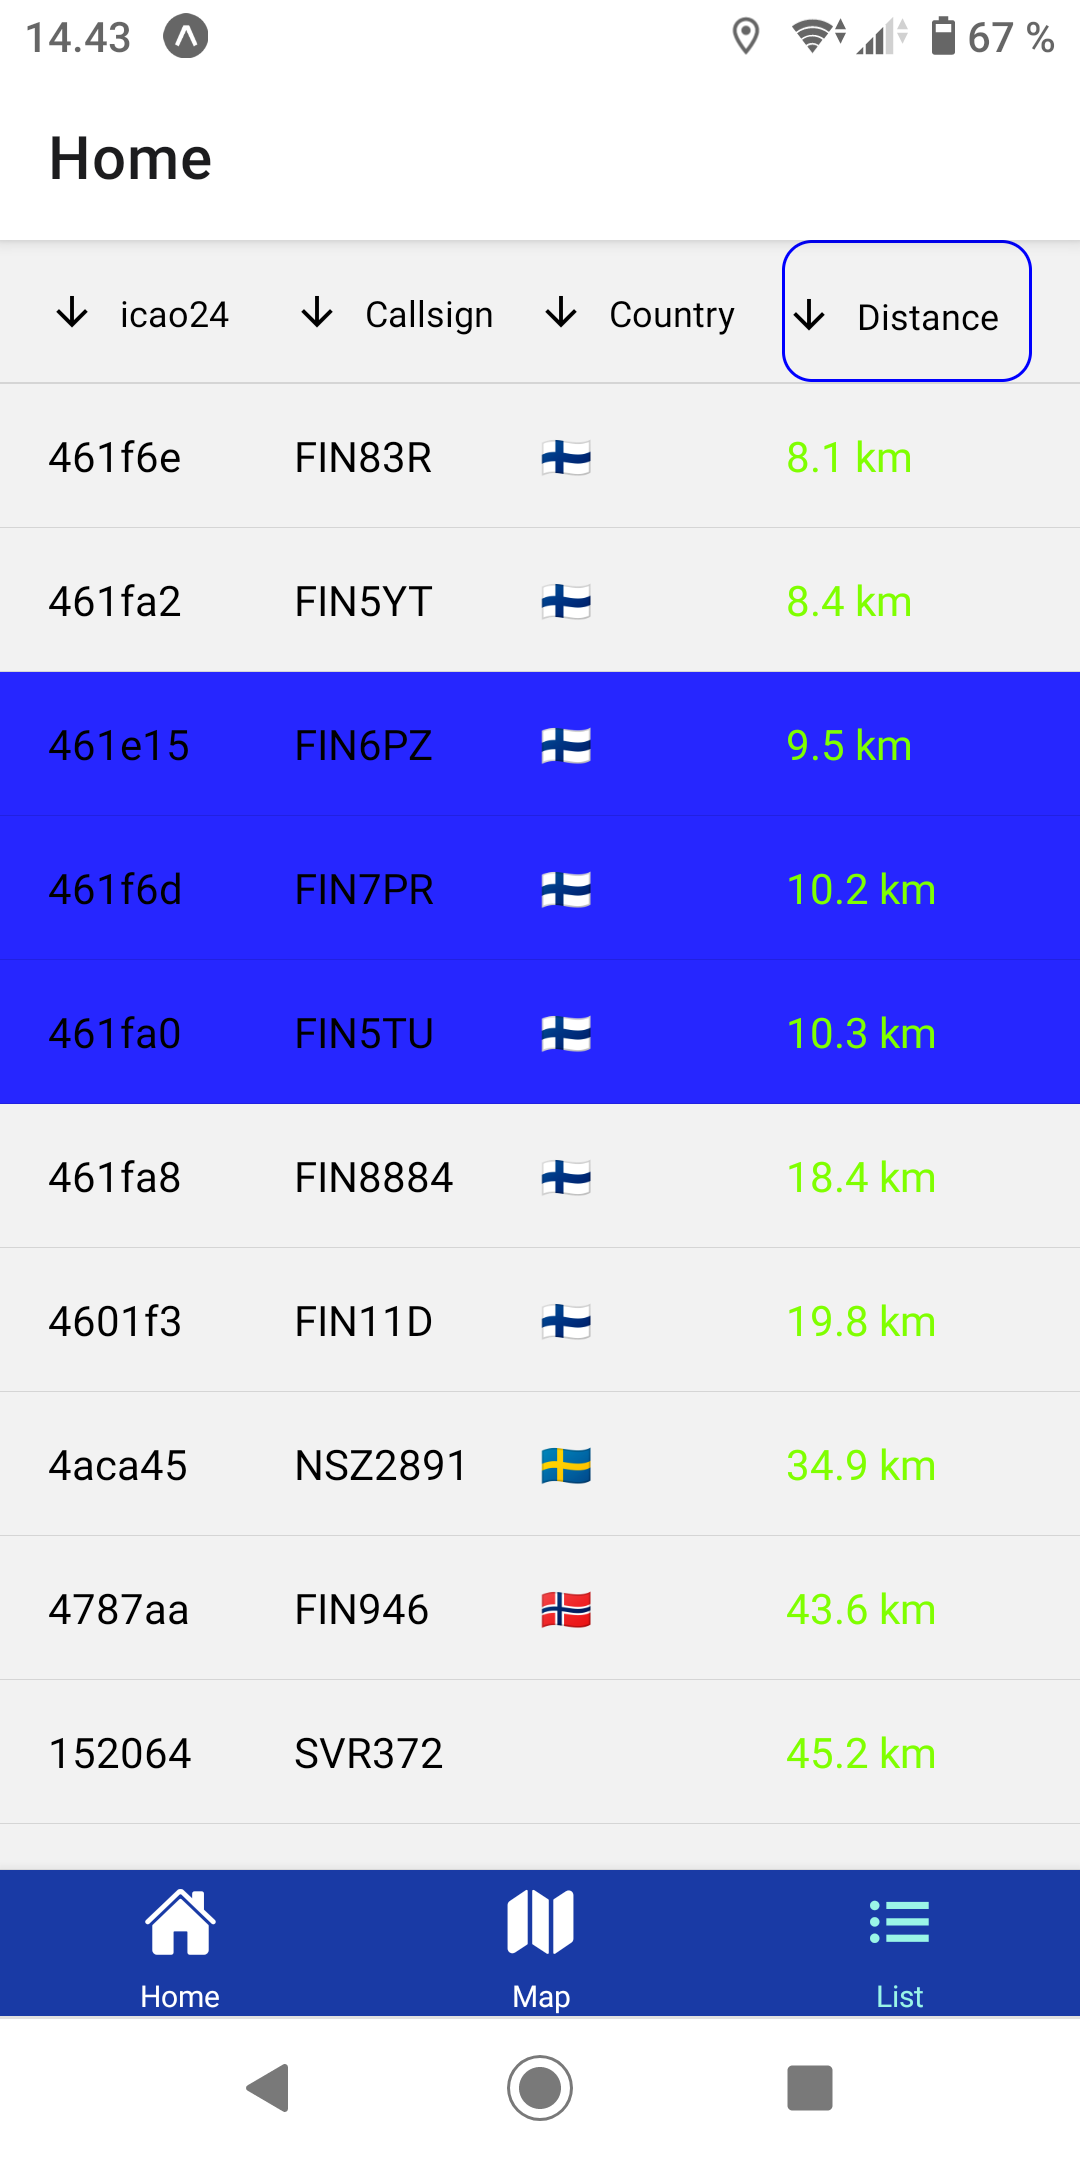 14.43 67 %
Home
icao24 Callsign Country Distance
461f6e FIN83R 8.1 km
461fa2 FIN5YT 8.4 km
461e15 FIN6PZ 9.5 km
461f6d FIN7PR 10.2 km
461fa0 FIN5TU 10.3 km
461fa8 FIN8884 18.4 km
4601f3 FIN11D 19.8 km
4aca45 NSZ2891 34.9 km
4787aa FIN946 43.6 km
152064 SVR372 45.2 km
Home Map List